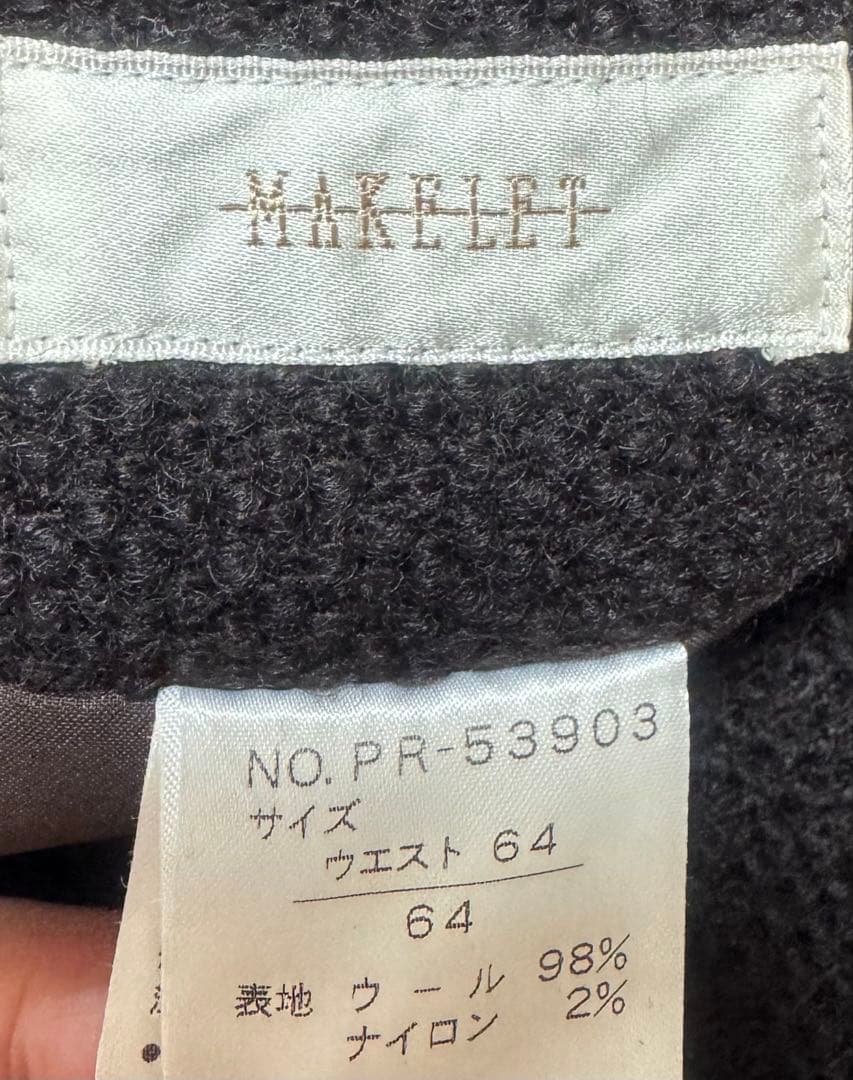 MAKELET
NO. PR-53903
サイズ
ウエスト 64
64
表地 ウール 98%
ナイロン 2%